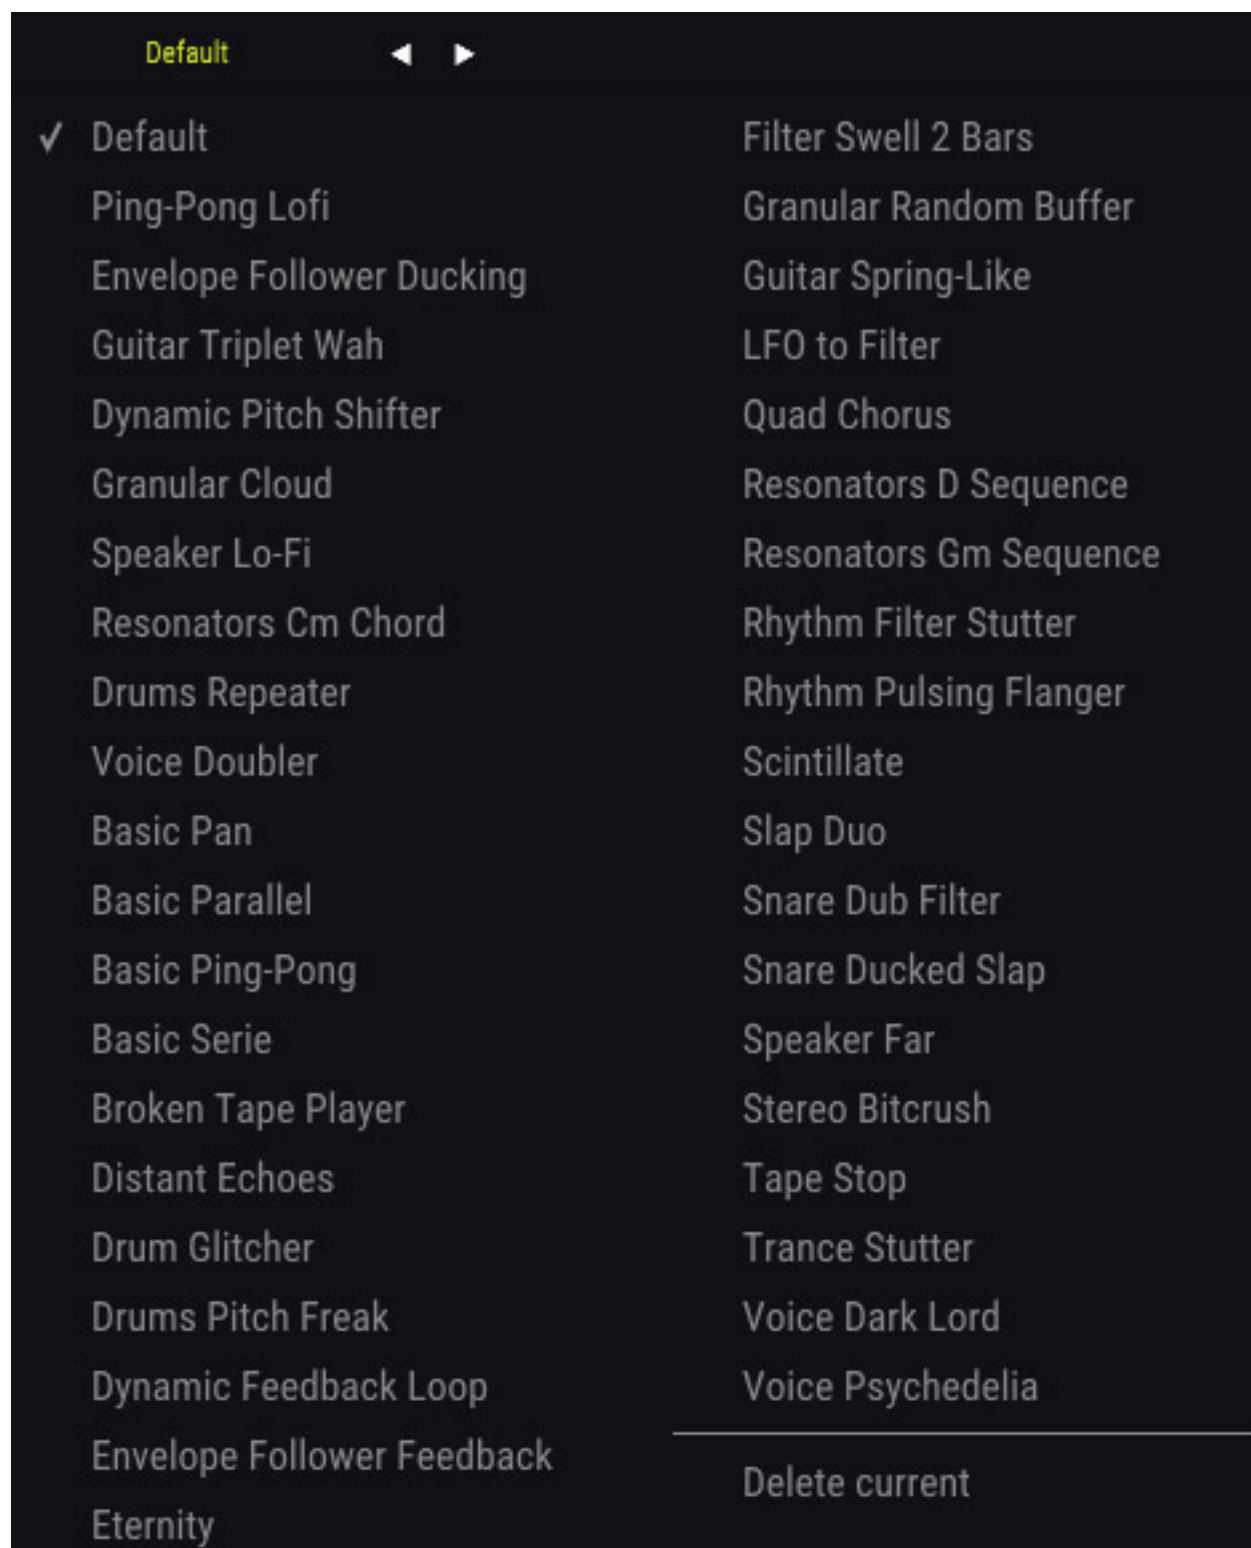 Default
Default
Ping-Pong Lofi
Envelope Follower Ducking
Guitar Triplet Wah
Dynamic Pitch Shifter
Granular Cloud
Speaker Lo-Fi
Resonators Cm Chord
Drums Repeater
Voice Doubler
Basic Pan
Basic Parallel
Basic Ping-Pong
Basic Serie
Broken Tape Player
Distant Echoes
Drum Glitcher
Drums Pitch Freak
Dynamic Feedback Loop
Envelope Follower Feedback
Eternity
Filter Swell 2 Bars
Granular Random Buffer
Guitar Spring-Like
LFO to Filter
Quad Chorus
Resonators D Sequence
Resonators Gm Sequence
Rhythm Filter Stutter
Rhythm Pulsing Flanger
Scintillate
Slap Duo
Snare Dub Filter
Snare Ducked Slap
Speaker Far
Stereo Bitcrush
Tape Stop
Trance Stutter
Voice Dark Lord
Voice Psychedelia
Delete current